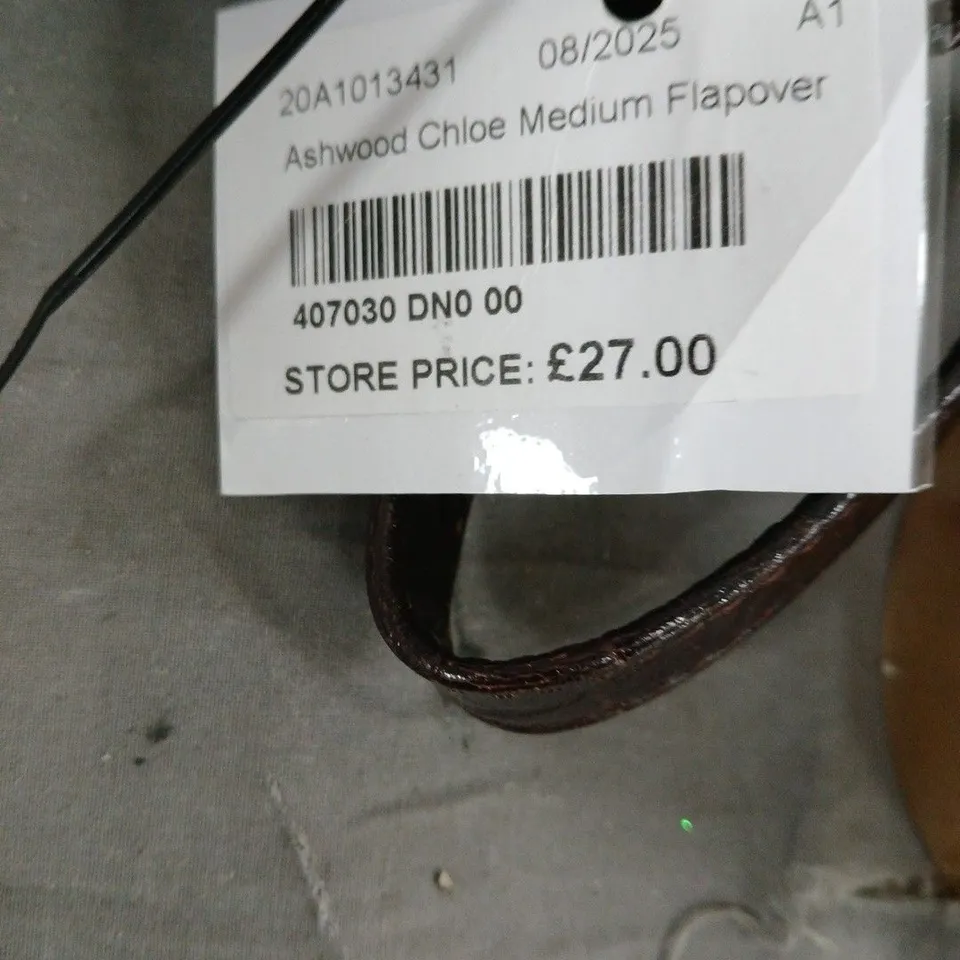 20A1013431 08/2025 A1
Ashwood Chloe Medium Flapover
407030 DN0 00
STORE PRICE: £27.00